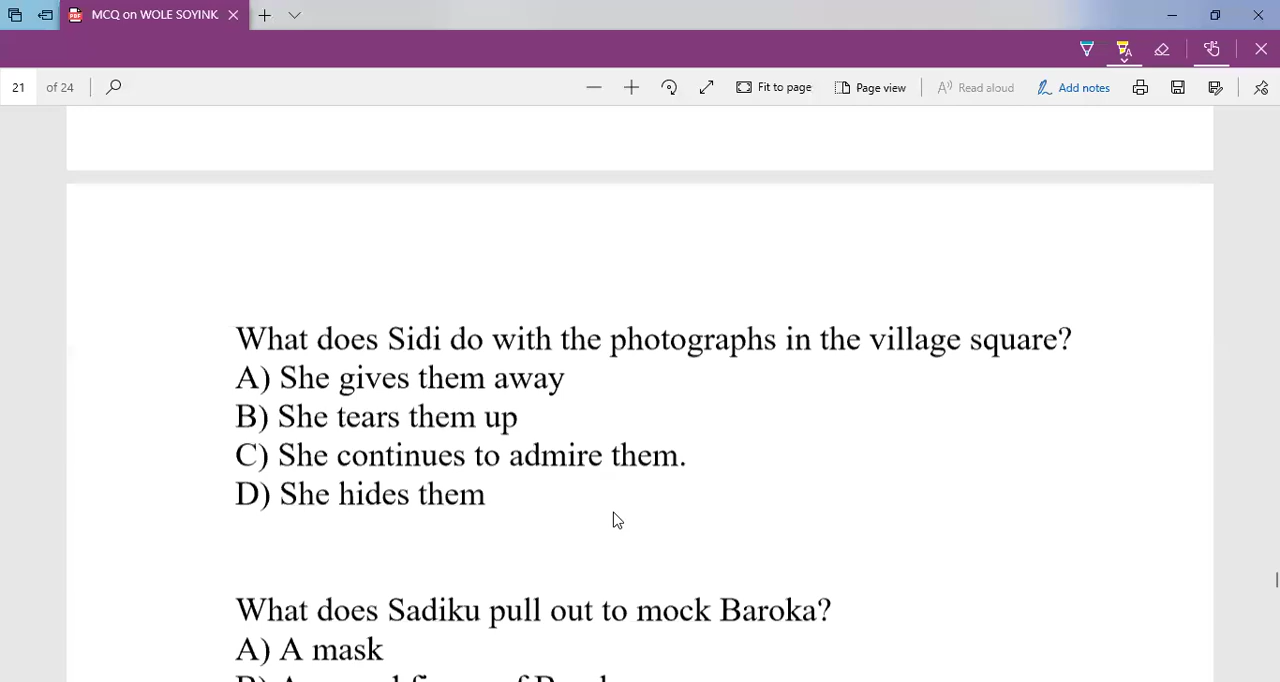 MCQ on WOLE SOYINK
21 of 24
Fit to page
Page view
Read aloud
Add notes
What does Sidi do with the photographs in the village square?
A) She gives them away
B) She tears them up
C) She continues to admire them.
D) She hides them
What does Sadiku pull out to mock Baroka?
A) A mask